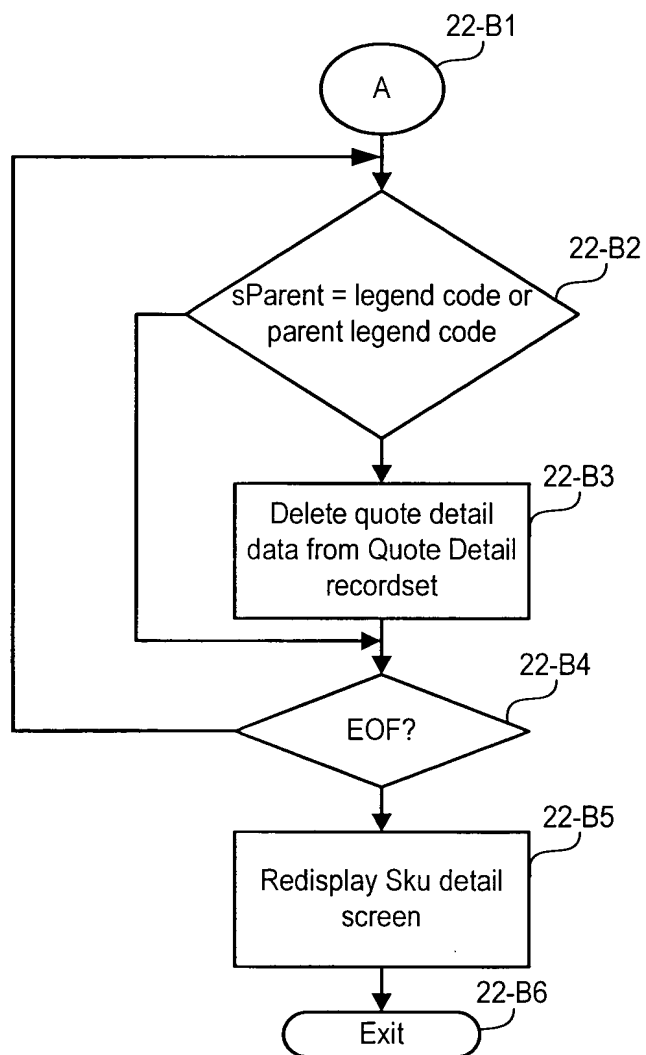 22-B1
A
22-B2
sParent = legend code or
parent legend code
22-B3
Delete quote detail
data from Quote Detail
recordset
22-B4
EOF?
22-B5
Redisplay Sku detail
screen
22-B6
Exit